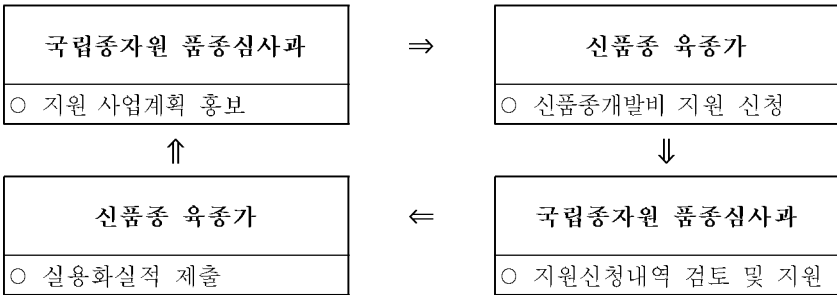 국립종자원 품종심사과 ⇒ 신품종 육종가
○ 지원 사업계획 홍보 ○ 신품종개발비 지원 신청
⇑ ⇓
신품종 육종가 ⇐ 국립종자원 품종심사과
○ 실용화실적 제출 ○ 지원신청내역 검토 및 지원